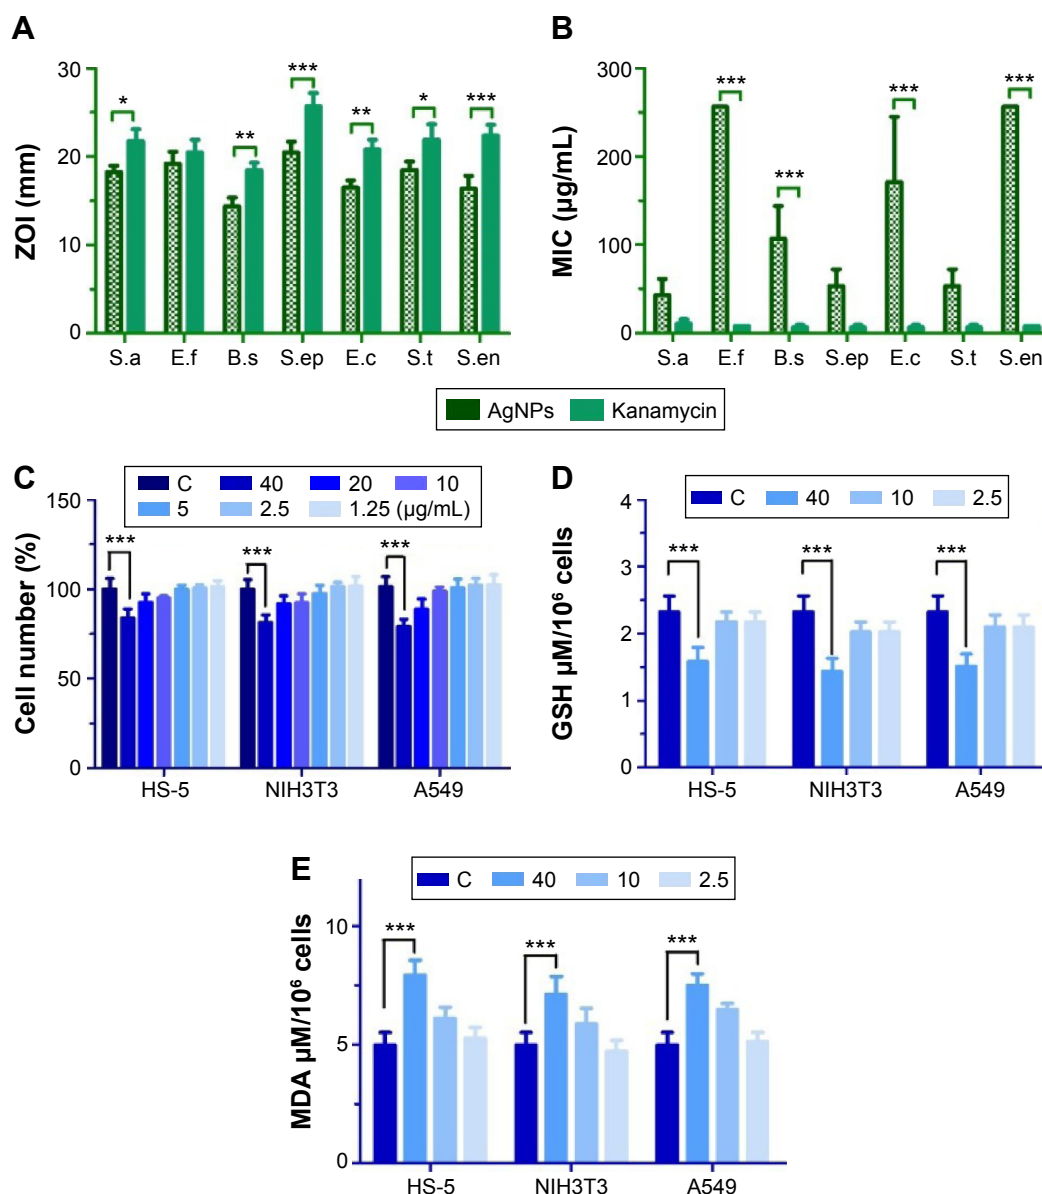 A
ZOI (mm)
30
20
10
0
* ** *** ** * ***
S.a E.f B.s S.ep E.c S.t S.en
B
MIC (µg/mL)
300
200
100
0
*** *** *** ***
S.a E.f B.s S.ep E.c S.t S.en
AgNPs Kanamycin
C
C 40 20 10
5 2.5 1.25 (µg/mL)
Cell number (%)
150
100
50
0
*** *** ***
HS-5 NIH3T3 A549
D
C 40 10 2.5
GSH µM/10⁶ cells
4
3
2
1
0
*** *** ***
HS-5 NIH3T3 A549
E
C 40 10 2.5
MDA µM/10⁶ cells
10
5
0
*** *** ***
HS-5 NIH3T3 A549